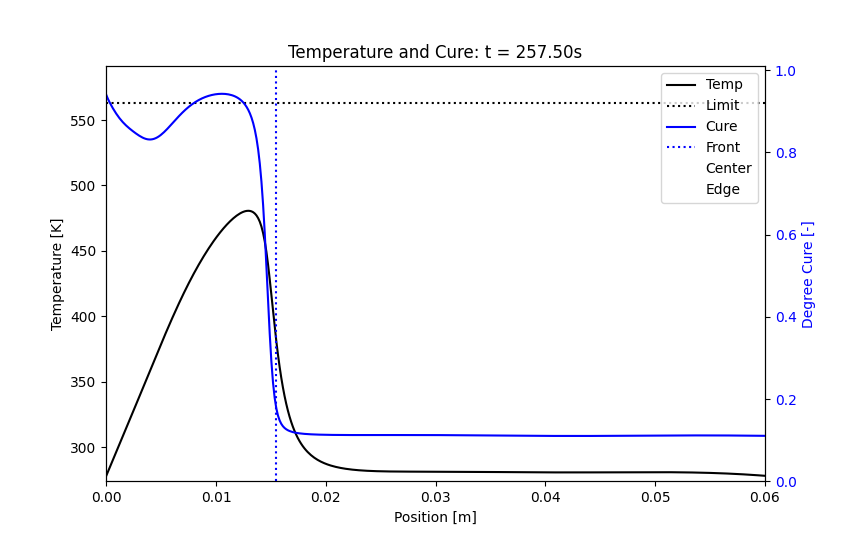 Temperature and Cure: t = 257.50s
Temperature [K]
550
500
450
400
350
300
Temp
Limit
Cure
Front
Center
Edge
1.0
0.8
0.6
0.4
0.2
0.0
Degree Cure [-]
0.00 0.01 0.02 0.03 0.04 0.05 0.06
Position [m]